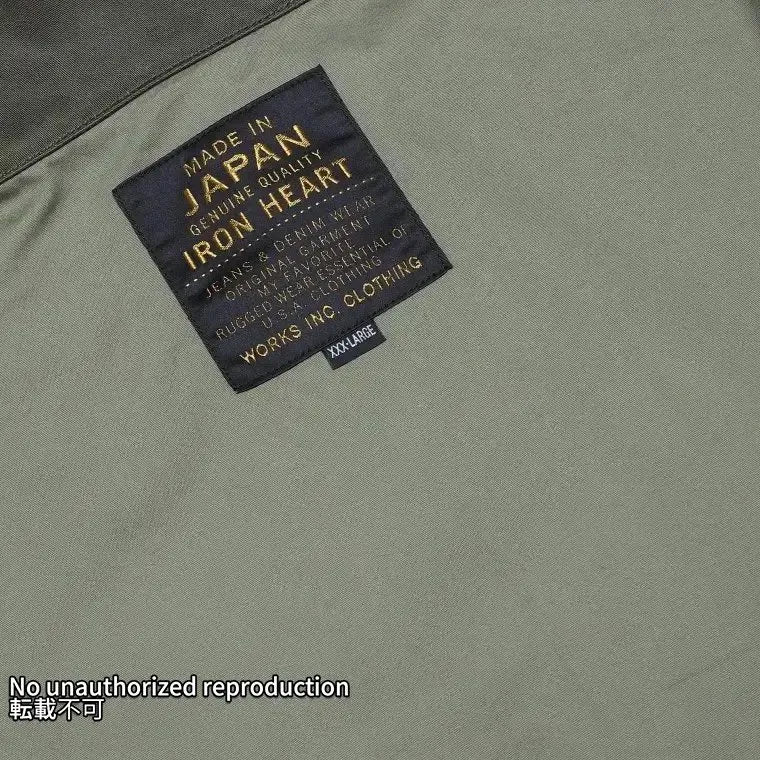 MADE IN
JAPAN
GENUINE QUALITY
IRON HEART
JEANS & DENIM WEAR
ORIGINAL GARMENT
MY FAVORITE
RUGGED WEAR ESSENTIAL OF
U.S.A. CLOTHING
WORKS INC. CLOTHING
XXX-LARGE
No unauthorized reproduction
転載不可